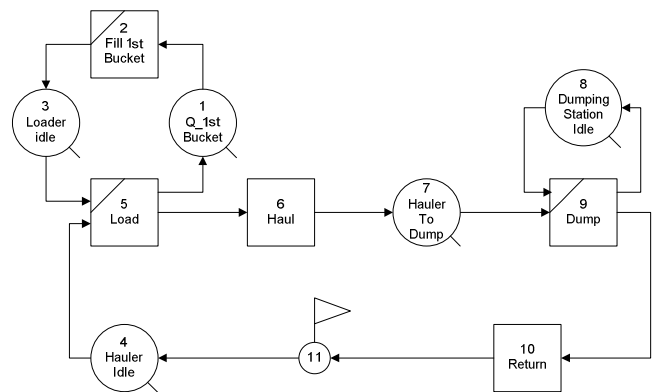 2
Fill 1st
Bucket
3
Loader
idle
1
Q_1st
Bucket
8
Dumping
Station
Idle
5
Load
6
Haul
7
Hauler
To
Dump
9
Dump
4
Hauler
Idle
11
10
Return